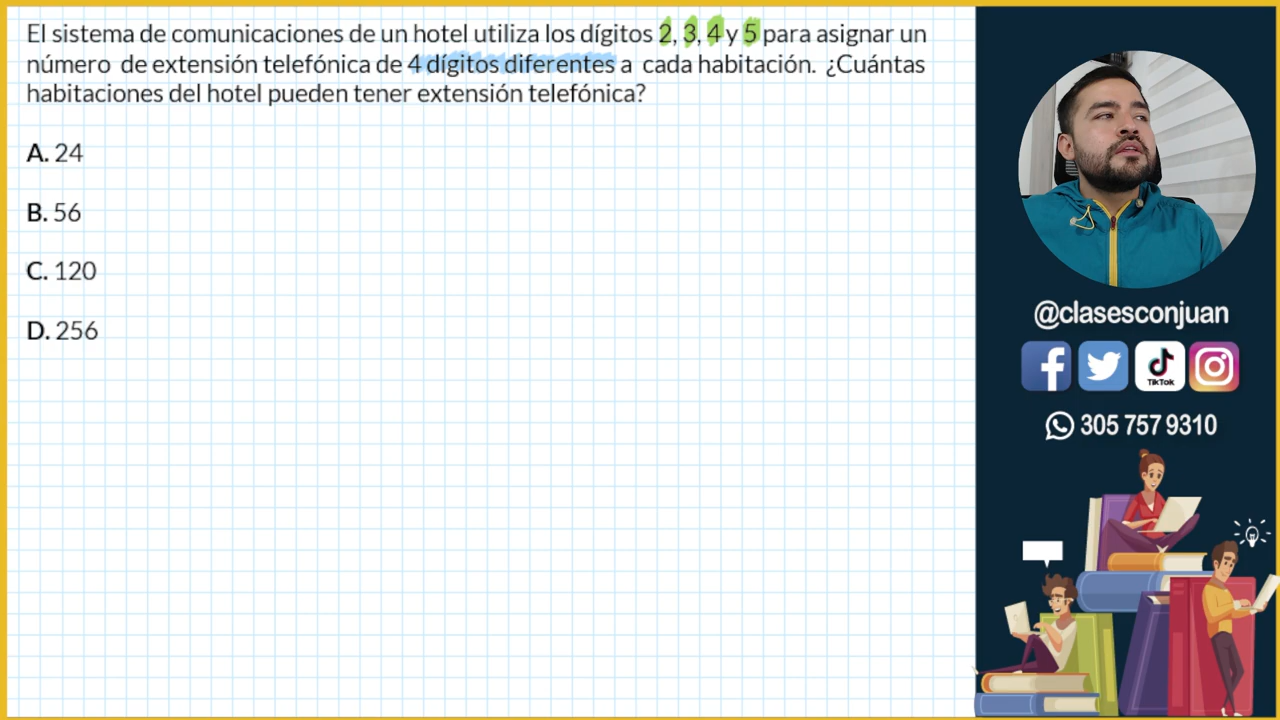 El sistema de comunicaciones de un hotel utiliza los dígitos 2, 3, 4 y 5 para asignar un
número de extensión telefónica de 4 dígitos diferentes a cada habitación. ¿Cuántas
habitaciones del hotel pueden tener extensión telefónica?
A. 24
B. 56
C. 120
D. 256
@clasesconjuan
TikTok
305 757 9310